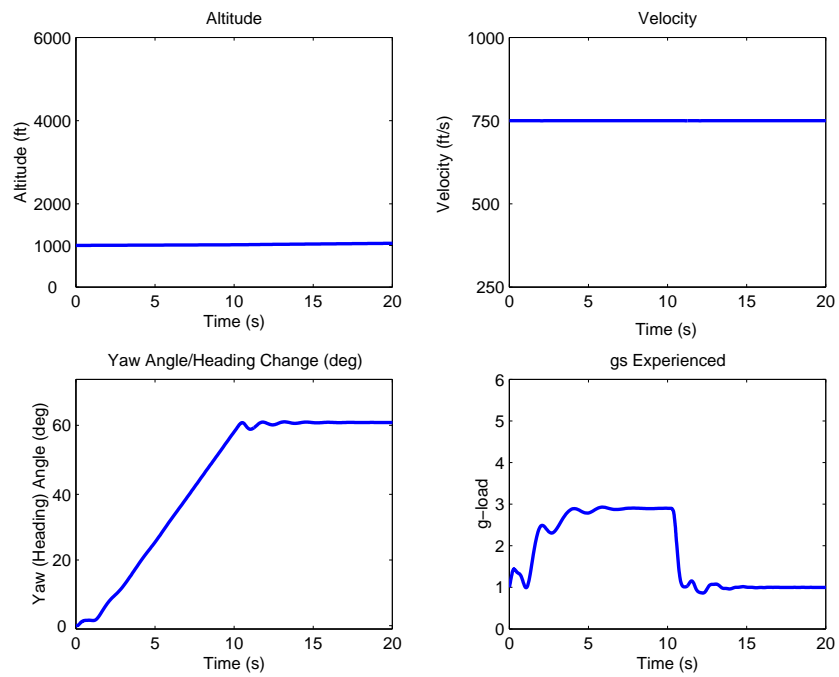 Altitude
6000
4000
2000
1000
0
Altitude (ft)
0 5 10 15 20
Time (s)
Velocity
1000
750
500
250
Velocity (ft/s)
0 5 10 15 20
Time (s)
Yaw Angle/Heading Change (deg)
60
40
20
0
Yaw (Heading) Angle (deg)
0 5 10 15 20
Time (s)
gs Experienced
6
5
4
3
2
1
0
g−load
0 5 10 15 20
Time (s)